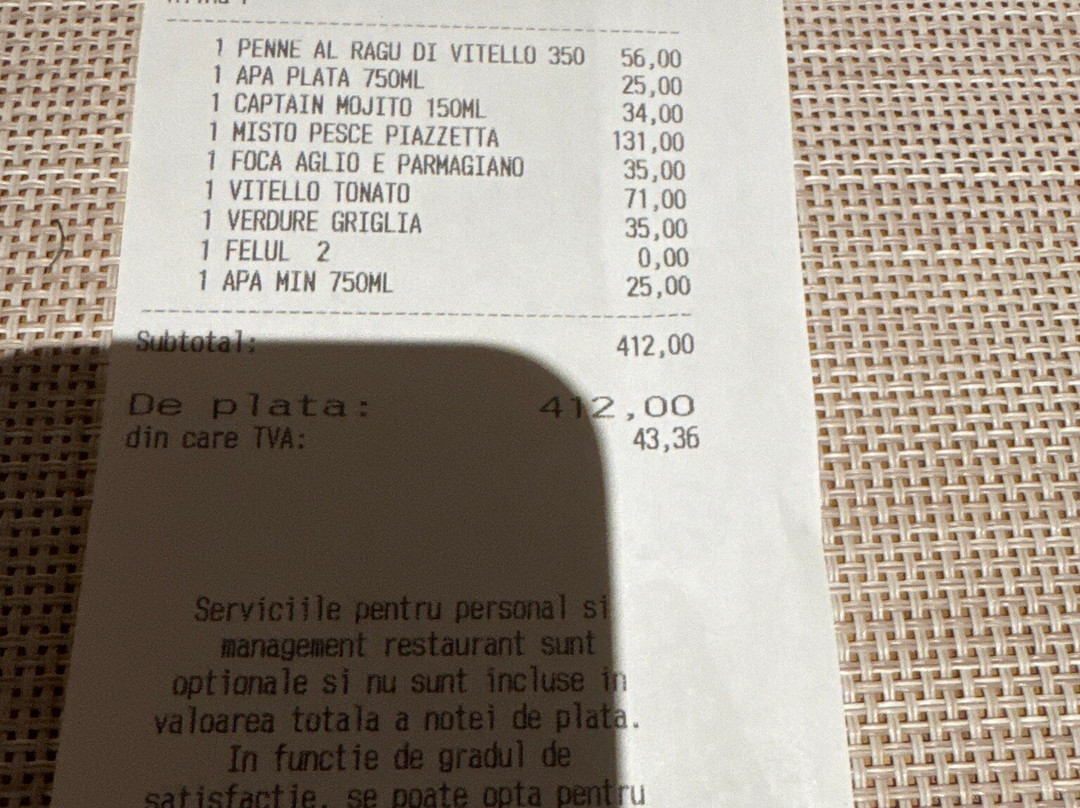 1 PENNE AL RAGU DI VITELLO 350 56,00
1 APA PLATA 750ML 25,00
1 CAPTAIN MOJITO 150ML 34,00
1 MISTO PESCE PIAZZETTA 131,00
1 FOCA AGLIO E PARMAGIANO 35,00
1 VITELLO TONATO 71,00
1 VERDURE GRIGLIA 35,00
1 FELUL 2 0,00
1 APA MIN 750ML 25,00
Subtotal: 412,00
De plata: 412,00
din care TVA: 43,36
Serviciile pentru personal si
management restaurant sunt
optionale si nu sunt incluse in
valoarea totala a notei de plata.
In functie de gradul de
satisfactie, se poate opta pentru